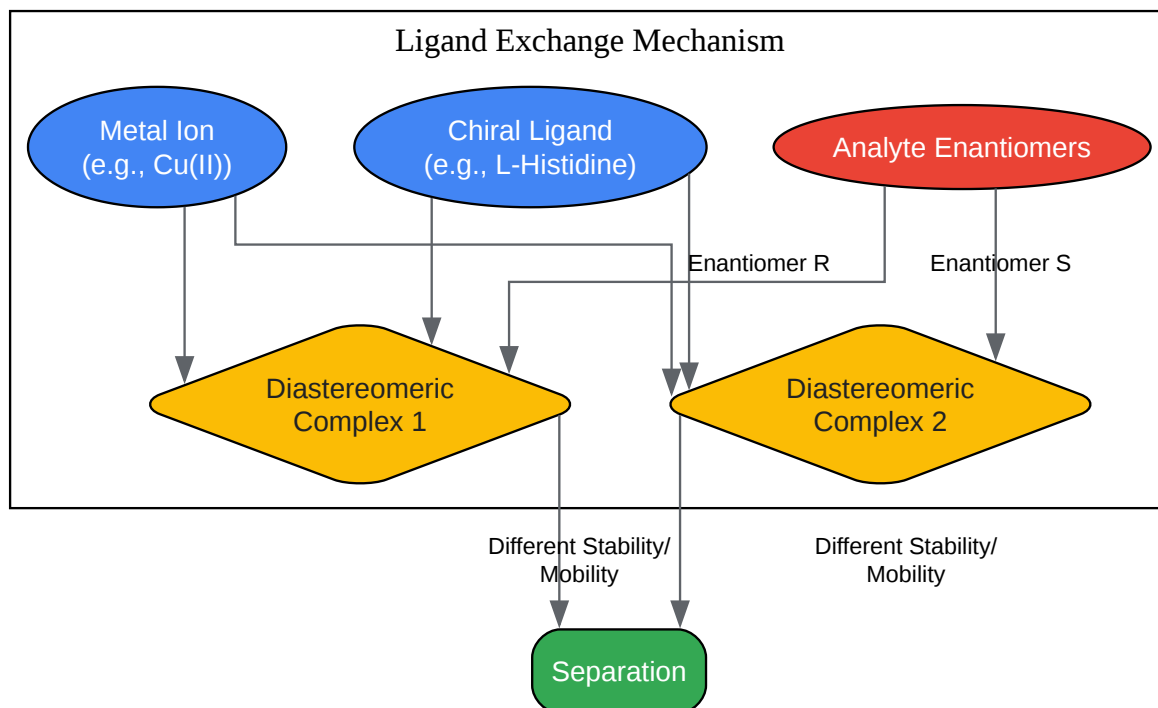 Ligand Exchange Mechanism
Metal Ion
(e.g., Cu(II))
Chiral Ligand
(e.g., L-Histidine)
Analyte Enantiomers
Enantiomer R
Enantiomer S
Diastereomeric
Complex 1
Diastereomeric
Complex 2
Different Stability/
Mobility
Different Stability/
Mobility
Separation